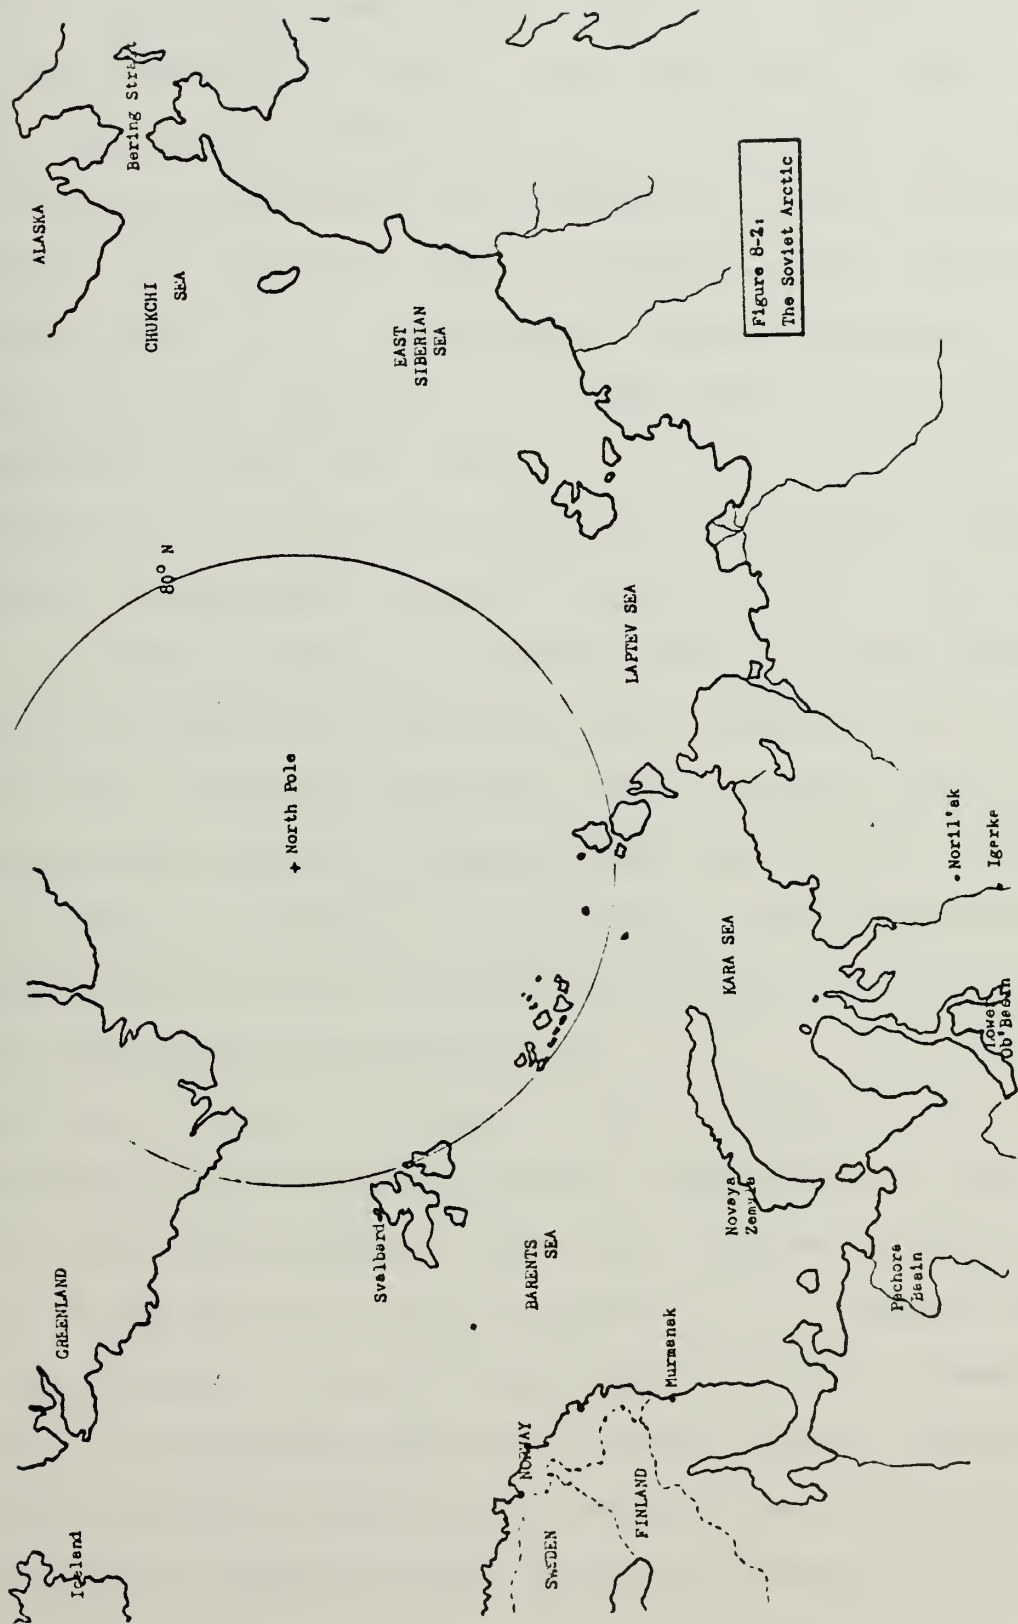 ALASKA
Bering Stra
CHUKCHI
SEA
EAST
SIBERIAN
SEA
Figure 8-2:
The Soviet Arctic
80° N
LAPTEV SEA
+ North Pole
KARA SEA
Noril'sk
Igarka
Lower
Ob' Basin
GREENLAND
Svalbard
BARENTS
SEA
Novaya
Zemyla
Pechora
Basin
Murmansk
NORWAY
SWEDEN
FINLAND
Iceland